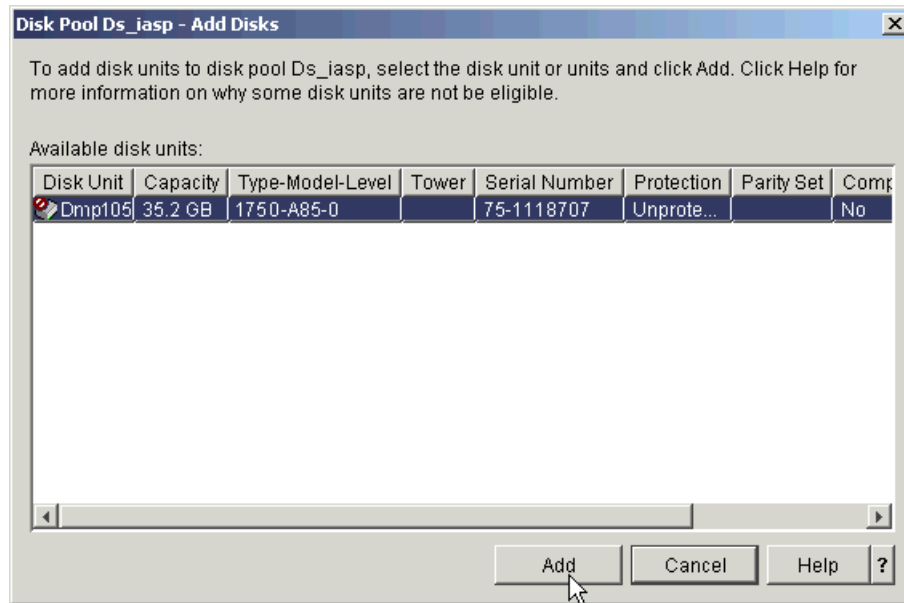 Disk Pool Ds_iasp - Add Disks
To add disk units to disk pool Ds_iasp, select the disk unit or units and click Add. Click Help for
more information on why some disk units are not be eligible.
Available disk units:
Disk Unit Capacity Type-Model-Level Tower Serial Number Protection Parity Set Comp
Dmp105 35.2 GB 1750-A85-0 75-1118707 Unprote... No
Add Cancel Help ?